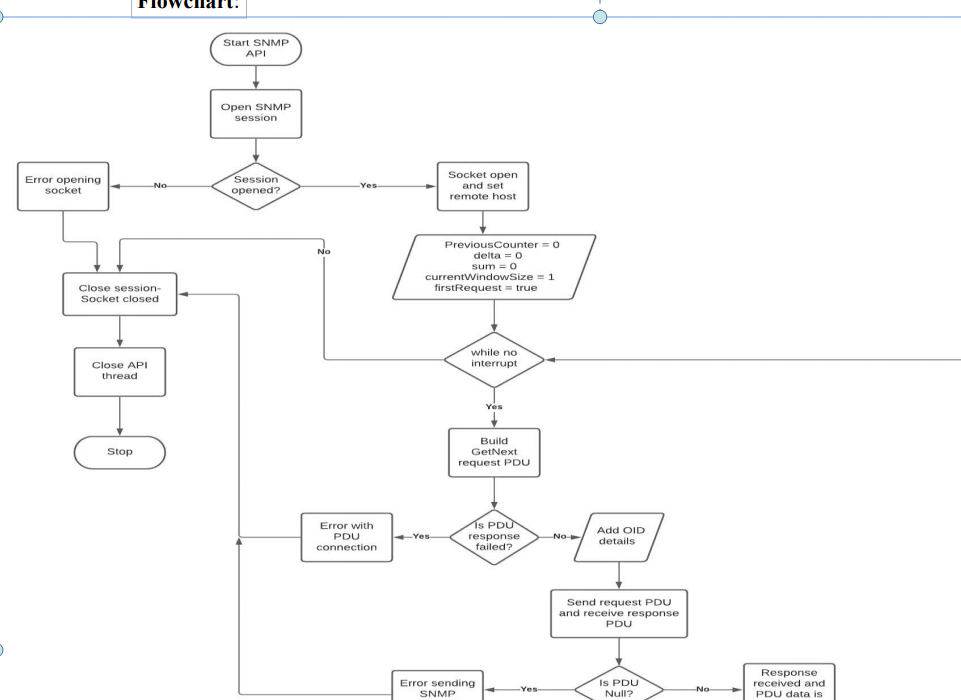 Flowchart:
Start SNMP
API
Open SNMP
session
Session
opened?
No
Error opening
socket
Yes
Socket open
and set
remote host
PreviousCounter = 0
delta = 0
sum = 0
currentWindowSize = 1
firstRequest = true
No
Close session-
Socket closed
while no
interrupt
Close API
thread
Yes
Stop
Build
GetNext
request PDU
Is PDU
response
failed?
Yes
Error with
PDU
connection
No
Add OID
details
Send request PDU
and receive response
PDU
Is PDU
Null?
Yes
Error sending
SNMP
No
Response
received and
PDU data is